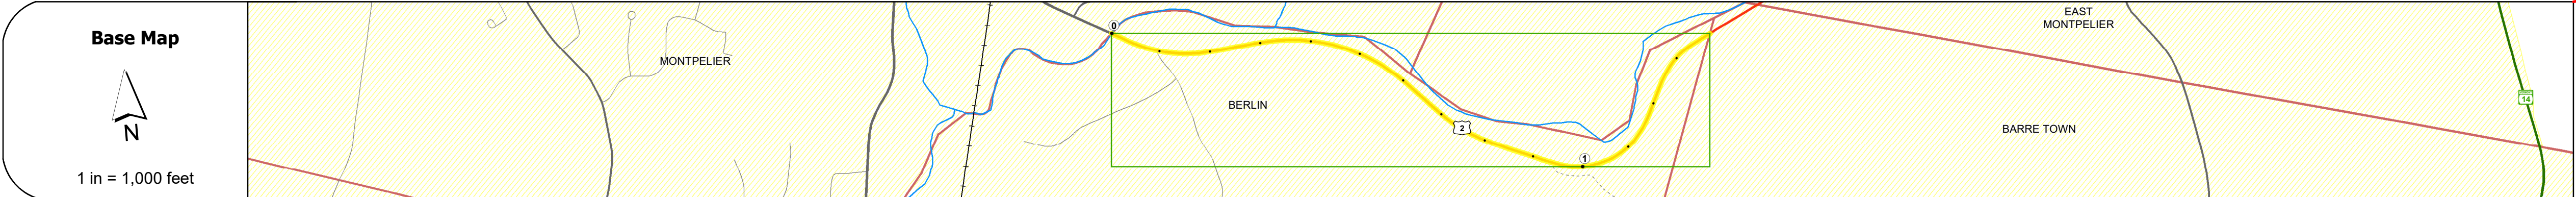 Base Map
N
1 in = 1,000 feet
MONTPELIER
0
BERLIN
2
1
EAST
MONTPELIER
BARRE TOWN
14